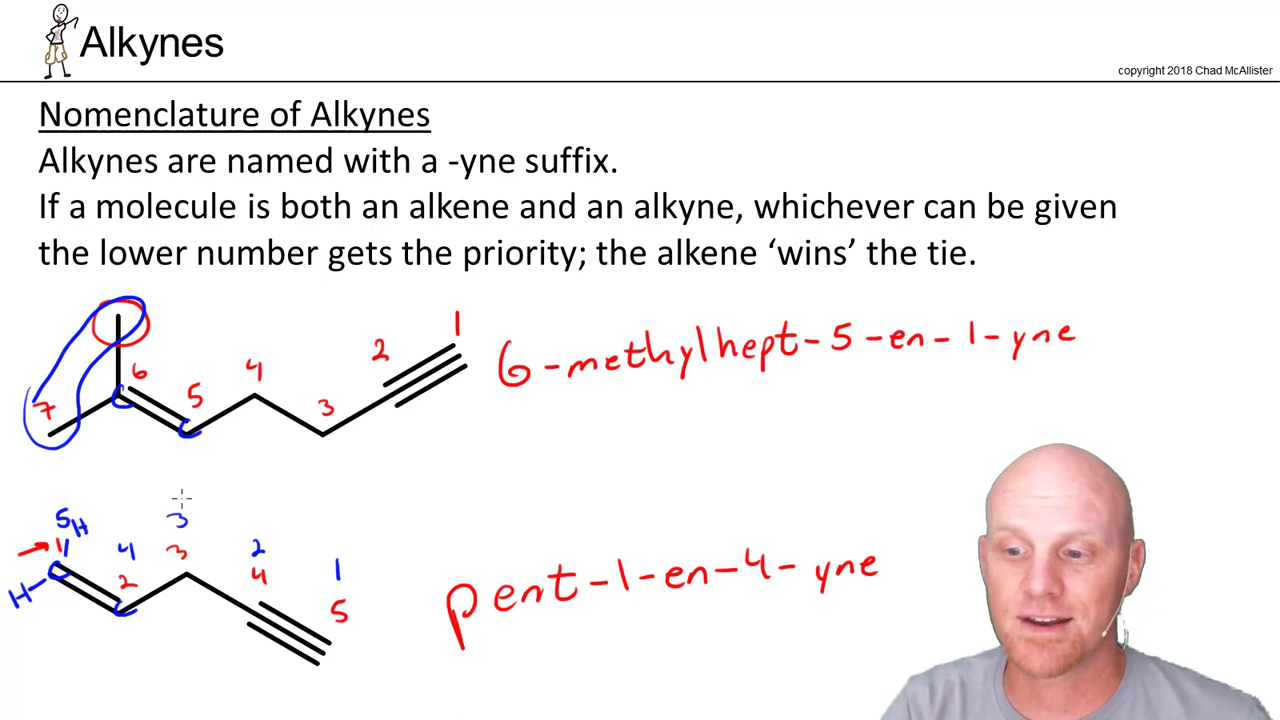 Alkynes
copyright 2018 Chad McAllister
Nomenclature of Alkynes
Alkynes are named with a -yne suffix.
If a molecule is both an alkene and an alkyne, whichever can be given
the lower number gets the priority; the alkene ‘wins’ the tie.
7 6 5 4 3 2 1
6-methylhept-5-en-1-yne
5 4 3 2 1
H
1 2 3 4 5
H
pent-1-en-4-yne